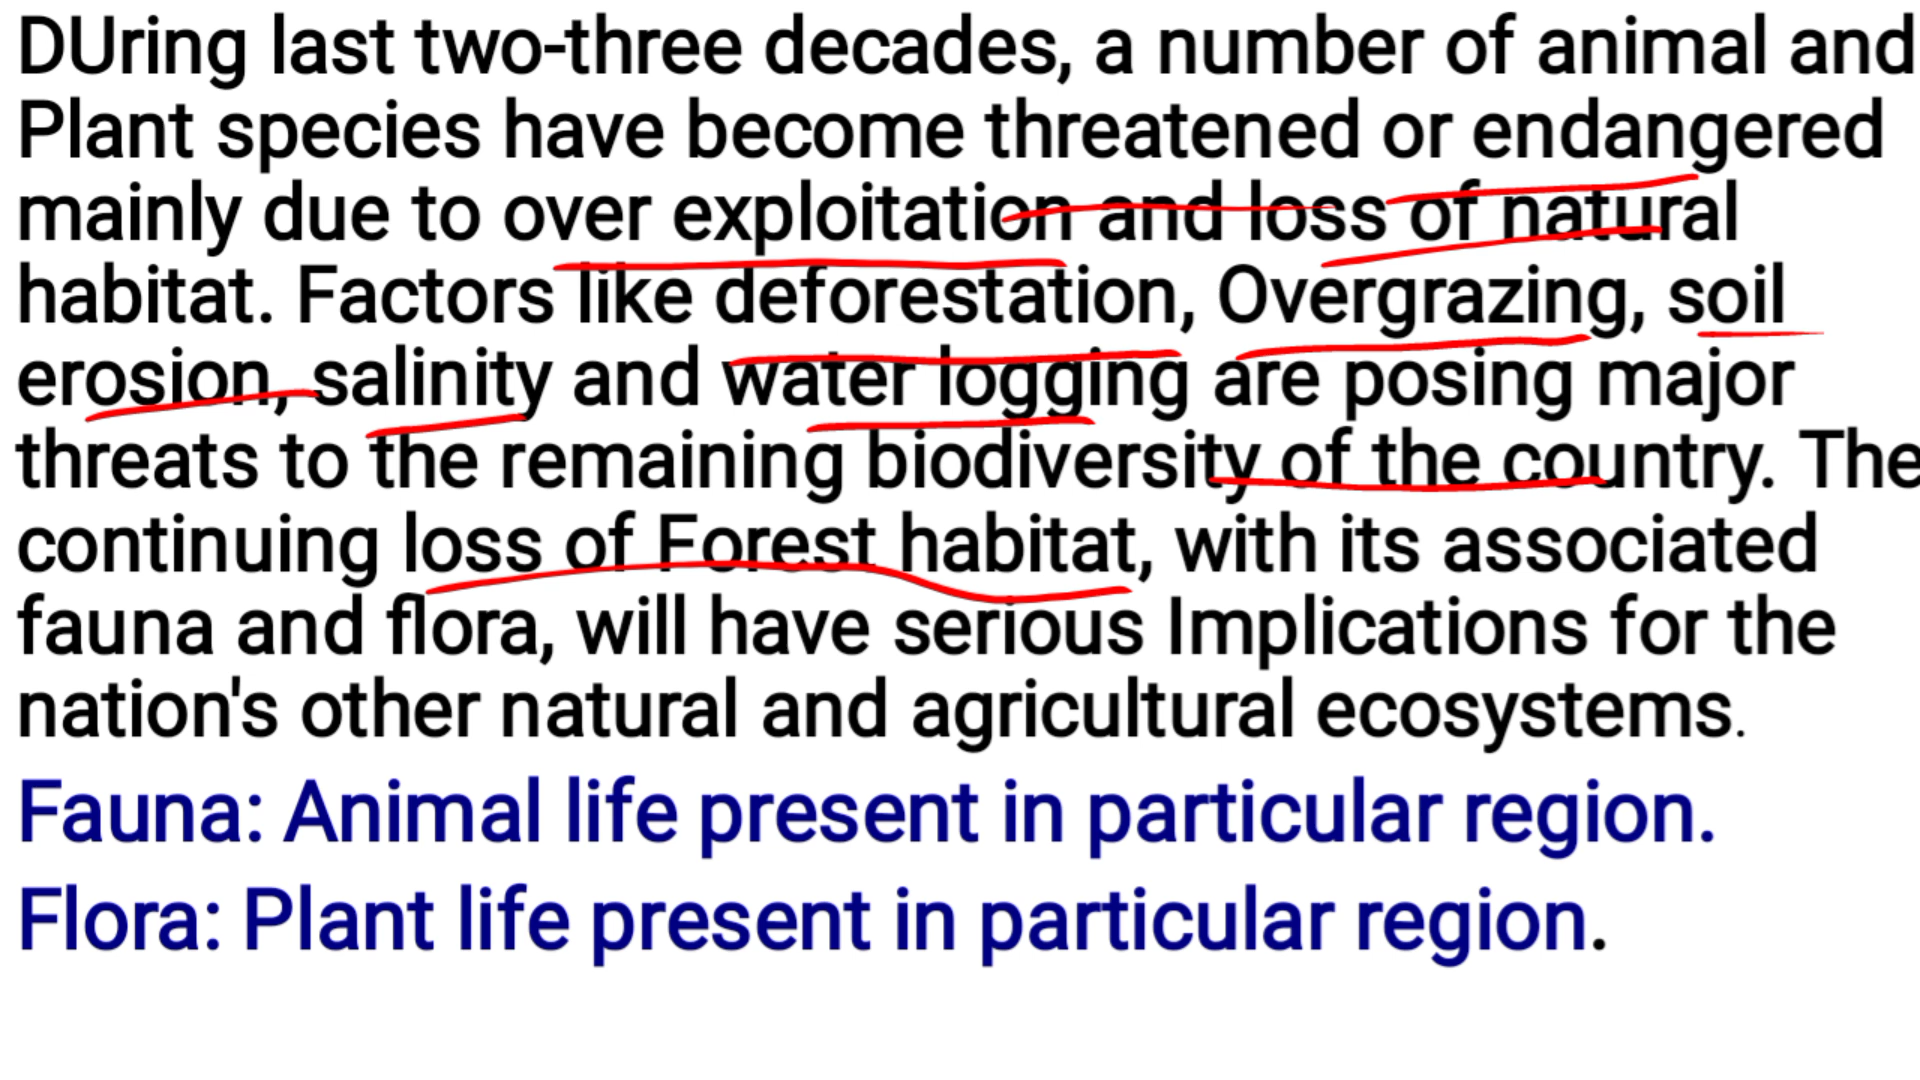 DUring last two-three decades, a number of animal and
Plant species have become threatened or endangered
mainly due to over exploitation and loss of natural
habitat. Factors like deforestation, Overgrazing, soil
erosion, salinity and water logging are posing major
threats to the remaining biodiversity of the country. The
continuing loss of Forest habitat, with its associated
fauna and flora, will have serious Implications for the
nation's other natural and agricultural ecosystems.
Fauna: Animal life present in particular region.
Flora: Plant life present in particular region.